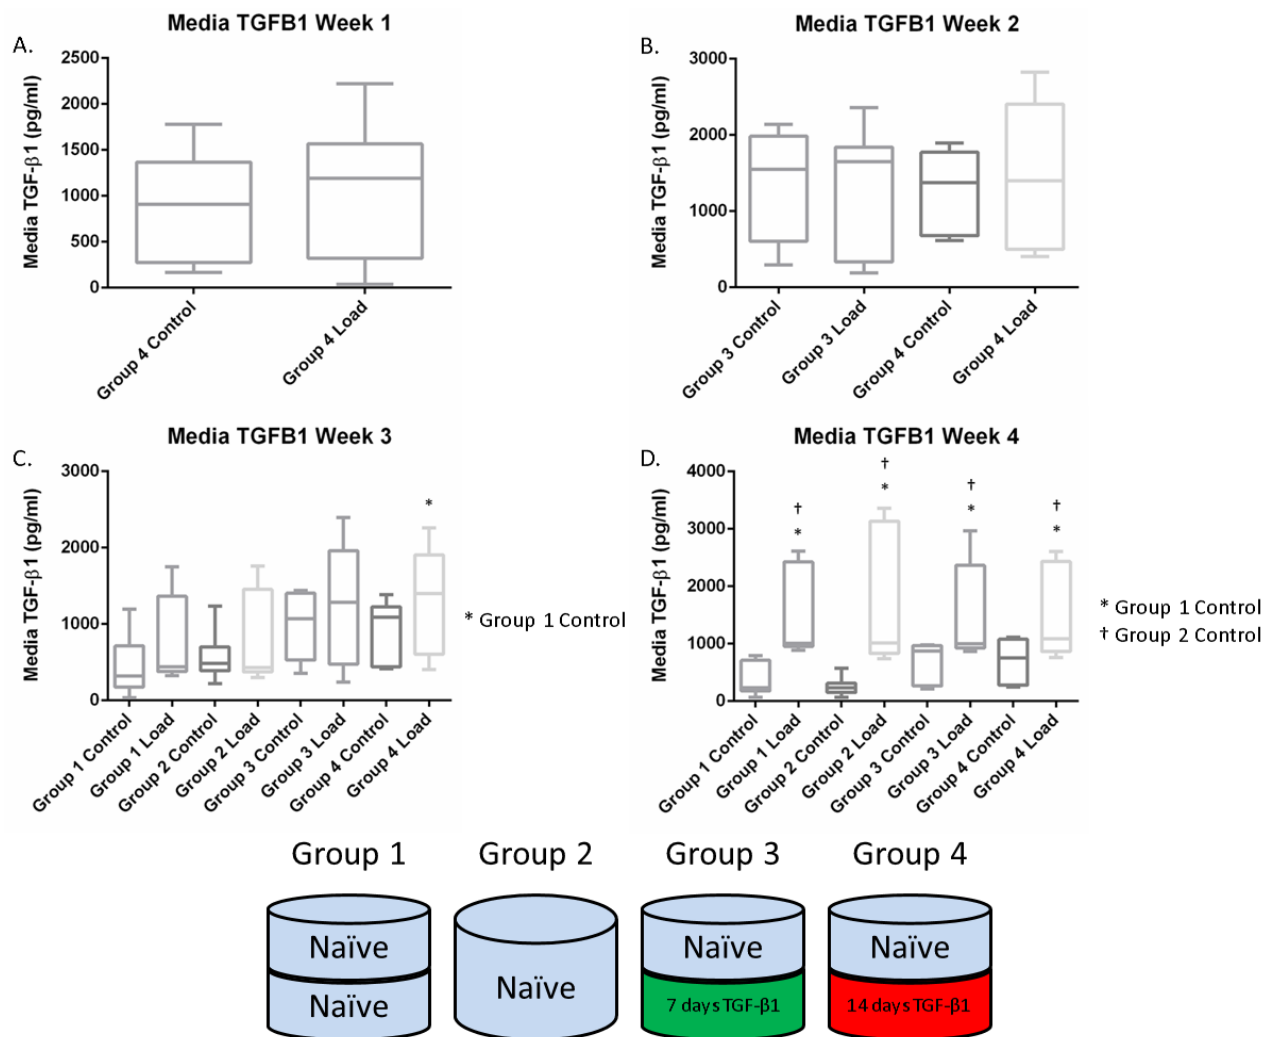 Media TGFB1 Week 1
A.
Media TGF-β1 (pg/ml)
2500
2000
1500
1000
500
0
Group 4 Control
Group 4 Load
Media TGFB1 Week 2
B.
Media TGF-β1 (pg/ml)
3000
2000
1000
0
Group 3 Control
Group 3 Load
Group 4 Control
Group 4 Load
Media TGFB1 Week 3
C.
Media TGF-β1 (pg/ml)
3000
2000
1000
0
*
Group 1 Control
Group 1 Load
Group 2 Control
Group 2 Load
Group 3 Control
Group 3 Load
Group 4 Control
Group 4 Load
* Group 1 Control
Media TGFB1 Week 4
D.
Media TGF-β1 (pg/ml)
4000
3000
2000
1000
0
†
*
†
*
†
*
†
*
Group 1 Control
Group 1 Load
Group 2 Control
Group 2 Load
Group 3 Control
Group 3 Load
Group 4 Control
Group 4 Load
* Group 1 Control
† Group 2 Control
Group 1
Naïve
Naïve
Group 2
Naïve
Group 3
Naïve
7 days TGF-β1
Group 4
Naïve
14 days TGF-β1